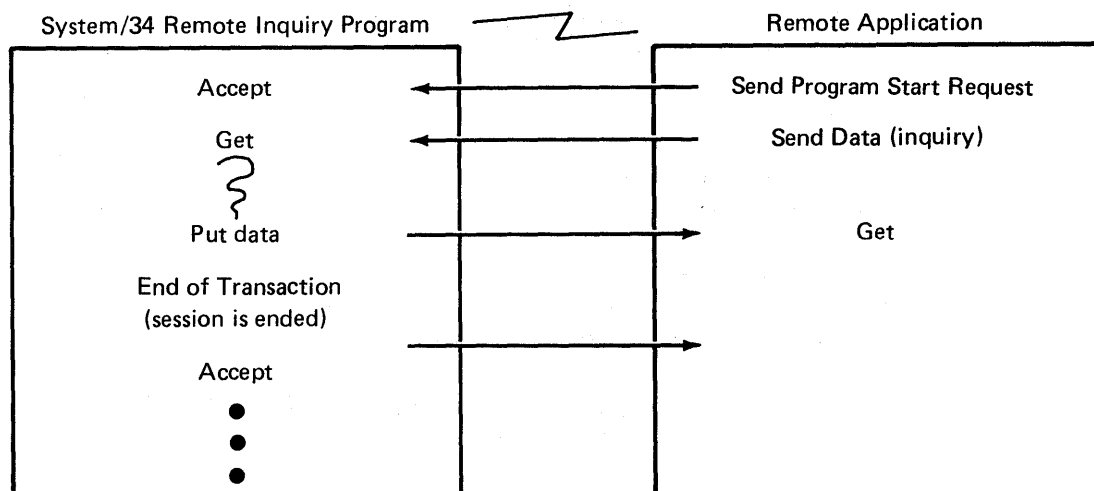 System/34 Remote Inquiry Program
Remote Application
Accept
Send Program Start Request
Get
Send Data (inquiry)
Put data
Get
End of Transaction
(session is ended)
Accept